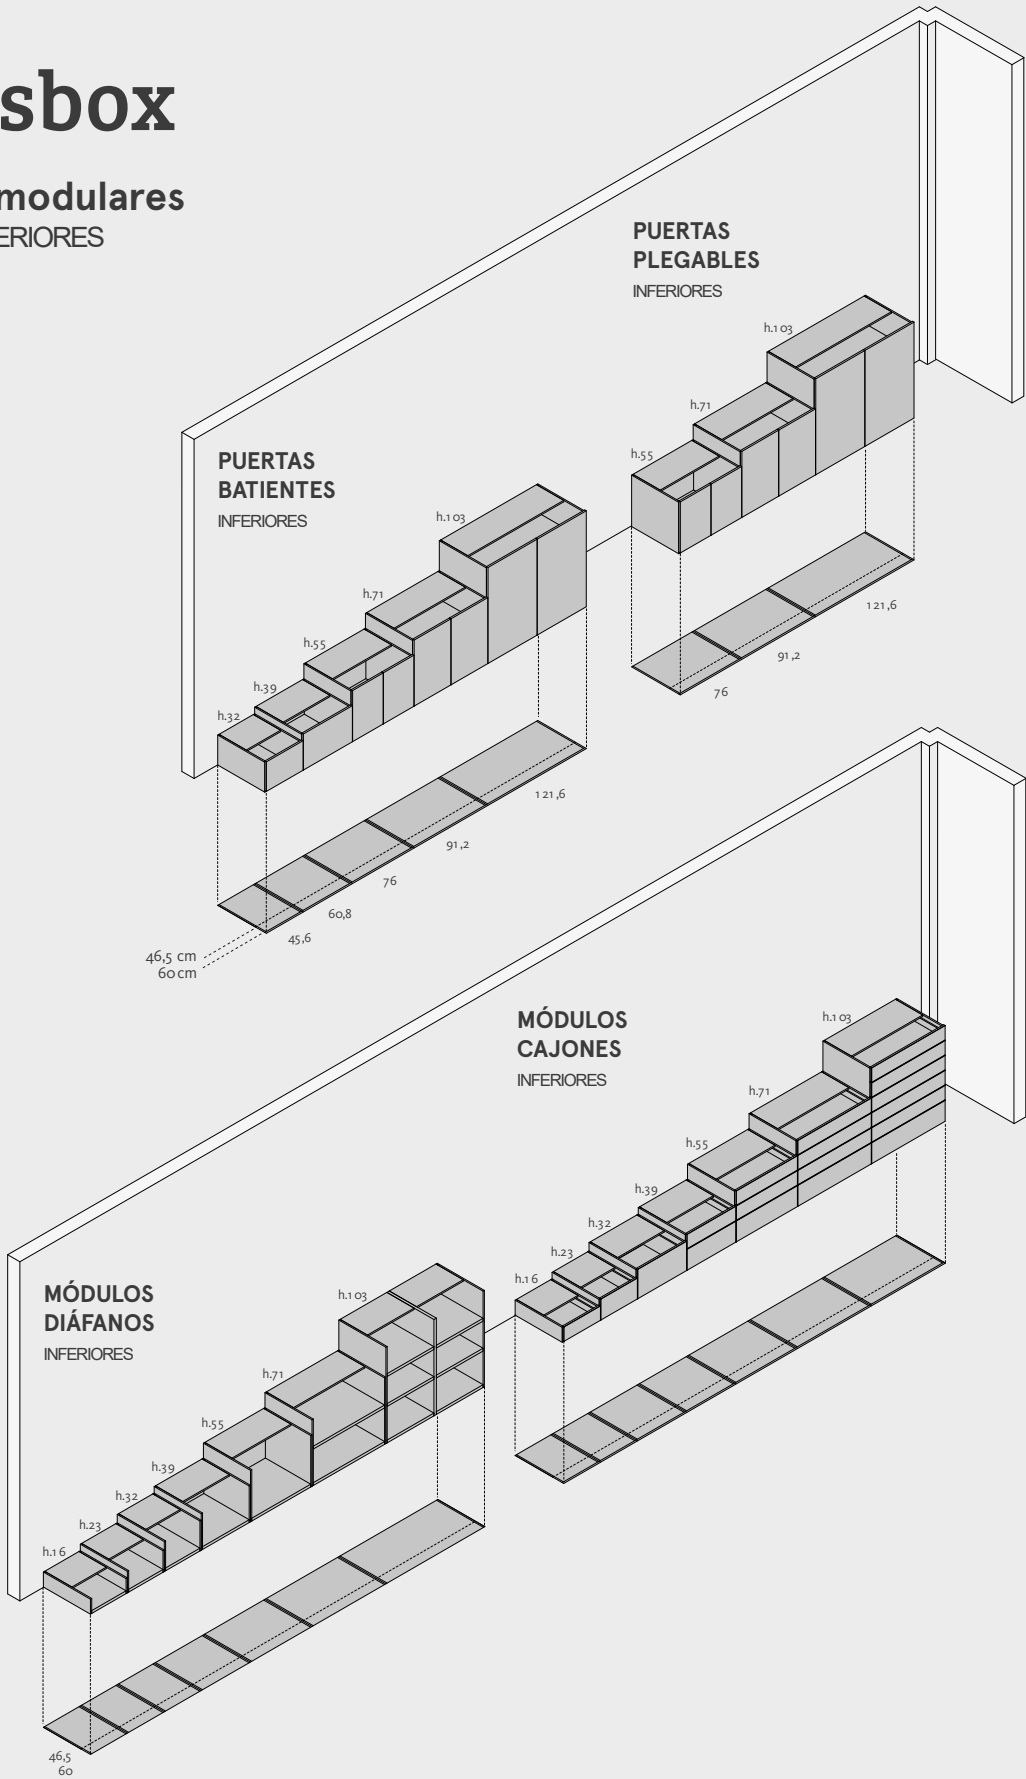 sbox
modulares
ERIORES
PUERTAS
PLEGABLES
INFERIORES
h.103
h.71
h.55
121,6
91,2
76
PUERTAS
BATIENTES
INFERIORES
h.103
h.71
h.55
h.39
h.32
121,6
91,2
76
60,8
45,6
46,5 cm
60 cm
MÓDULOS
CAJONES
INFERIORES
h.103
h.71
h.55
h.39
h.32
h.23
h.16
MÓDULOS
DIÁFANOS
INFERIORES
h.103
h.71
h.55
h.39
h.32
h.23
h.16
46,5
60